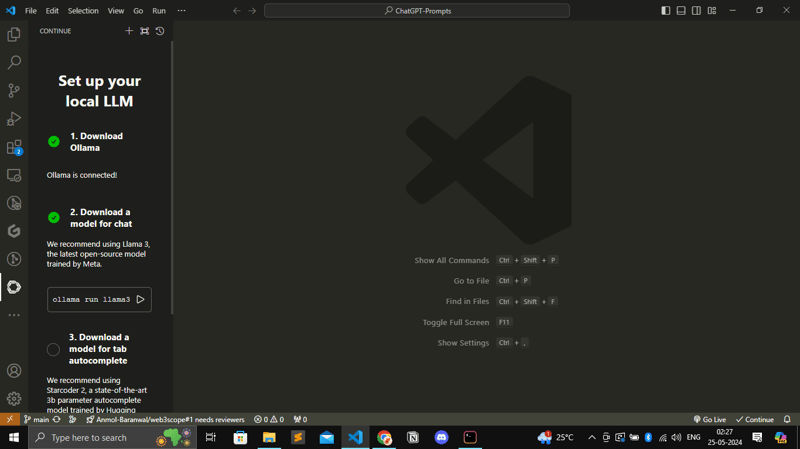 File Edit Selection View Go Run ···
ChatGPT-Prompts
CONTINUE
Set up your
local LLM
1. Download
Ollama
Ollama is connected!
2. Download a
model for chat
We recommend using Llama 3,
the latest open-source model
trained by Meta.
ollama run llama3
3. Download a
model for tab
autocomplete
We recommend using
Starcoder 2, a state-of-the-art
3b parameter autocomplete
model trained by Hugging
2
Show All Commands Ctrl + Shift + P
Go to File Ctrl + P
Find in Files Ctrl + Shift + F
Toggle Full Screen F11
Show Settings Ctrl + ,
main Anmol-Baranwal/web3scope#1 needs reviewers 0 0 0 Go Live Continue
Type here to search
25°C ENG 02:27
25-05-2024